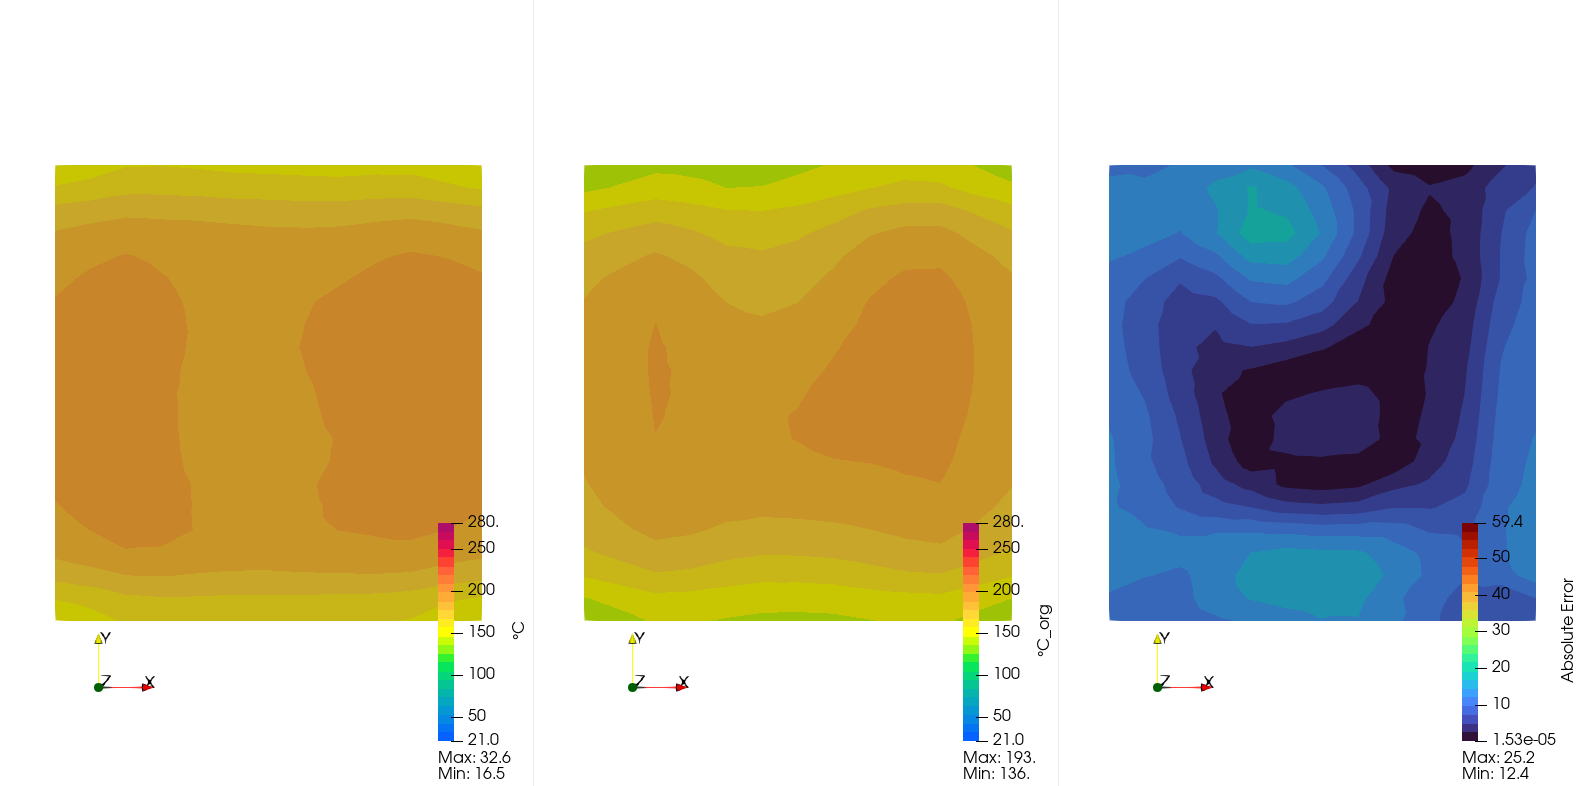 280.
250
200
150
100
50
21.0
°C
Max: 32.6
Min: 16.5
Y
Z
X
280.
250
200
150
100
50
21.0
°C_org
Max: 193.
Min: 136.
Y
Z
X
59.4
50
40
30
20
10
1.53e-05
Absolute Error
Max: 25.2
Min: 12.4
Y
Z
X